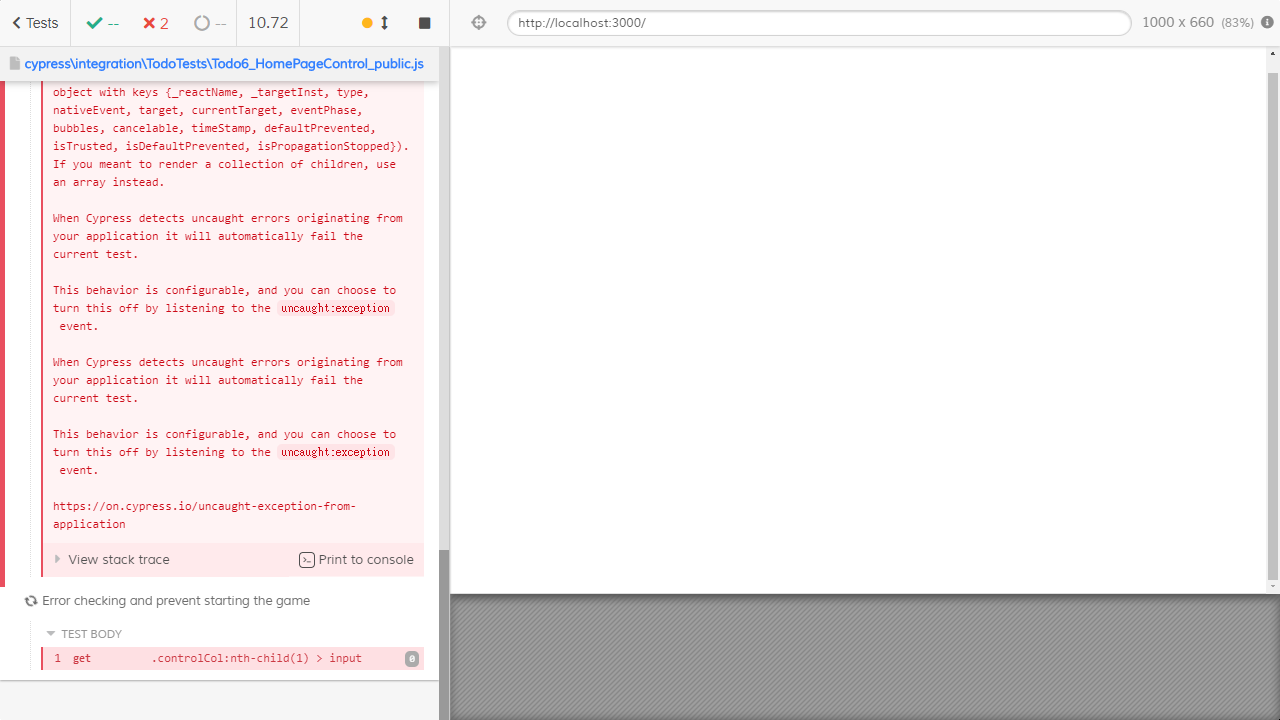 Tests -- 2 -- 10.72
http://localhost:3000/ 1000 x 660 (83%)
cypress\integration\TodoTests\Todo6_HomePageControl_public.js
object with keys {_reactName, _targetInst, type,
nativeEvent, target, currentTarget, eventPhase,
bubbles, cancelable, timeStamp, defaultPrevented,
isTrusted, isDefaultPrevented, isPropagationStopped}).
If you meant to render a collection of children, use
an array instead.
When Cypress detects uncaught errors originating from
your application it will automatically fail the
current test.
This behavior is configurable, and you can choose to
turn this off by listening to the uncaught:exception
event.
When Cypress detects uncaught errors originating from
your application it will automatically fail the
current test.
This behavior is configurable, and you can choose to
turn this off by listening to the uncaught:exception
event.
https://on.cypress.io/uncaught-exception-from-
application
View stack trace Print to console
Error checking and prevent starting the game
TEST BODY
1 get .controlCol:nth-child(1) > input 0